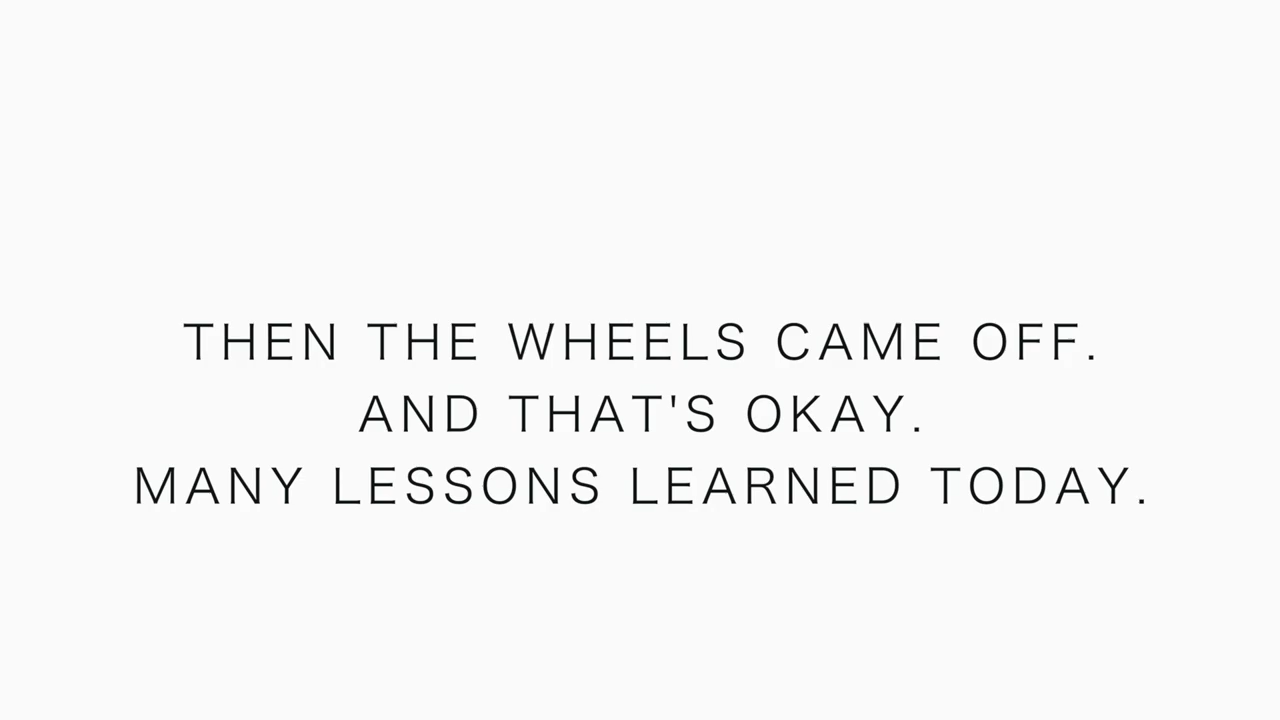 THEN THE WHEELS CAME OFF.
AND THAT'S OKAY.
MANY LESSONS LEARNED TODAY.